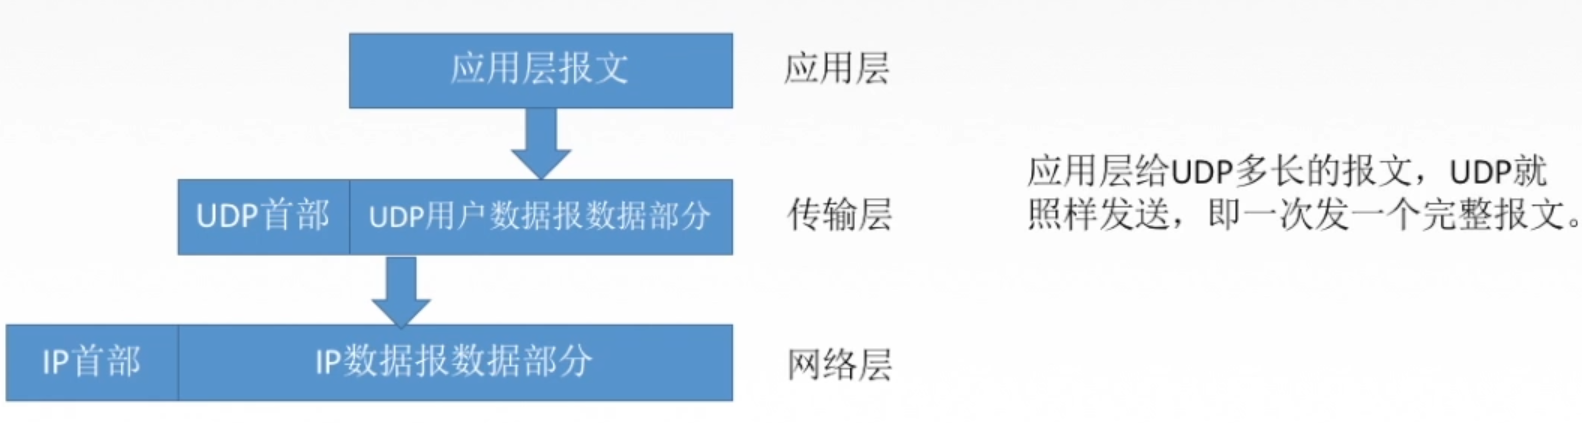 应用层报文
应用层
UDP首部
UDP用户数据报数据部分
传输层
应用层给UDP多长的报文，UDP就
照样发送，即一次发一个完整报文。
IP首部
IP数据报数据部分
网络层